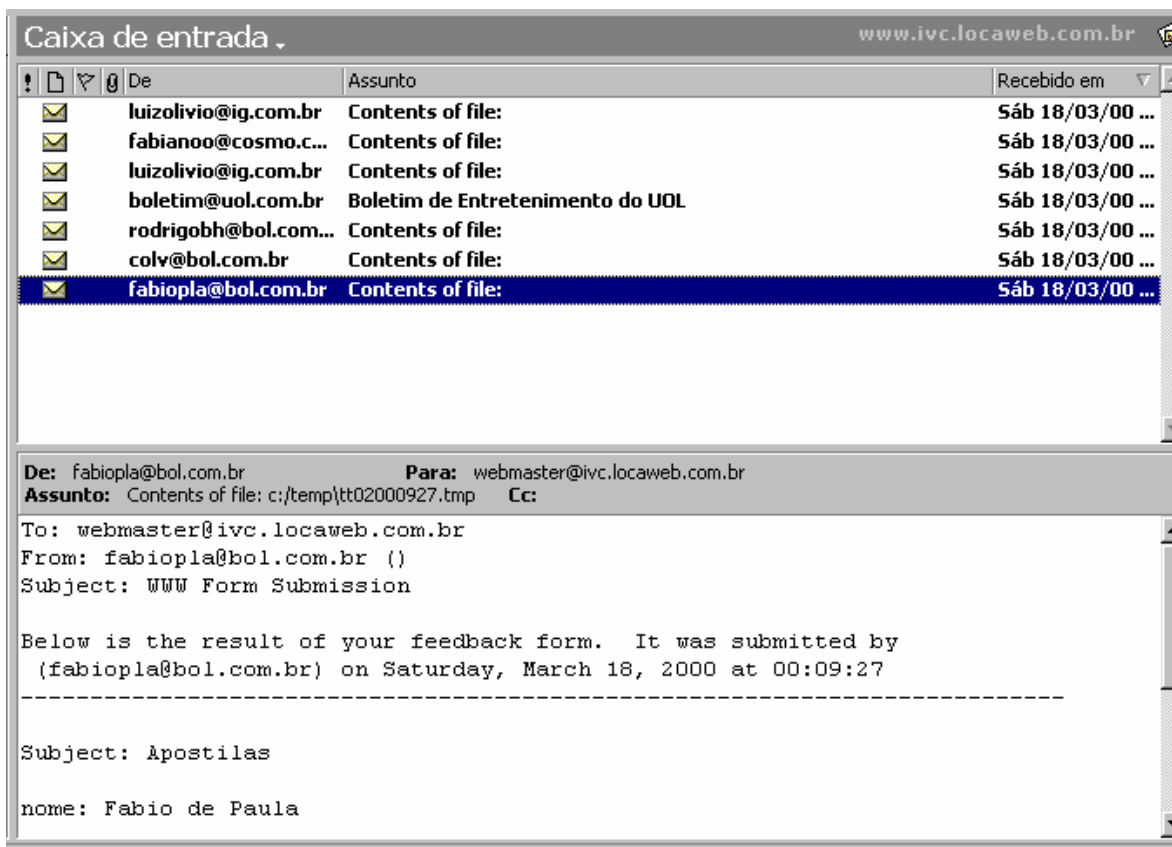 Caixa de entrada www.ivc.locaweb.com.br
! De Assunto Recebido em
luizolivio@ig.com.br Contents of file: Sáb 18/03/00 ...
fabianoo@cosmo.c... Contents of file: Sáb 18/03/00 ...
luizolivio@ig.com.br Contents of file: Sáb 18/03/00 ...
boletim@uol.com.br Boletim de Entretenimento do UOL Sáb 18/03/00 ...
rodrigobh@bol.com... Contents of file: Sáb 18/03/00 ...
colv@bol.com.br Contents of file: Sáb 18/03/00 ...
fabiopla@bol.com.br Contents of file: Sáb 18/03/00 ...
De: fabiopla@bol.com.br Para: webmaster@ivc.locaweb.com.br
Assunto: Contents of file: c:/temp\tt02000927.tmp Cc:
To: webmaster@ivc.locaweb.com.br
From: fabiopla@bol.com.br ()
Subject: WWW Form Submission
Below is the result of your feedback form. It was submitted by
(fabiopla@bol.com.br) on Saturday, March 18, 2000 at 00:09:27
---------------------------------------------------------------------------
Subject: Apostilas
nome: Fabio de Paula